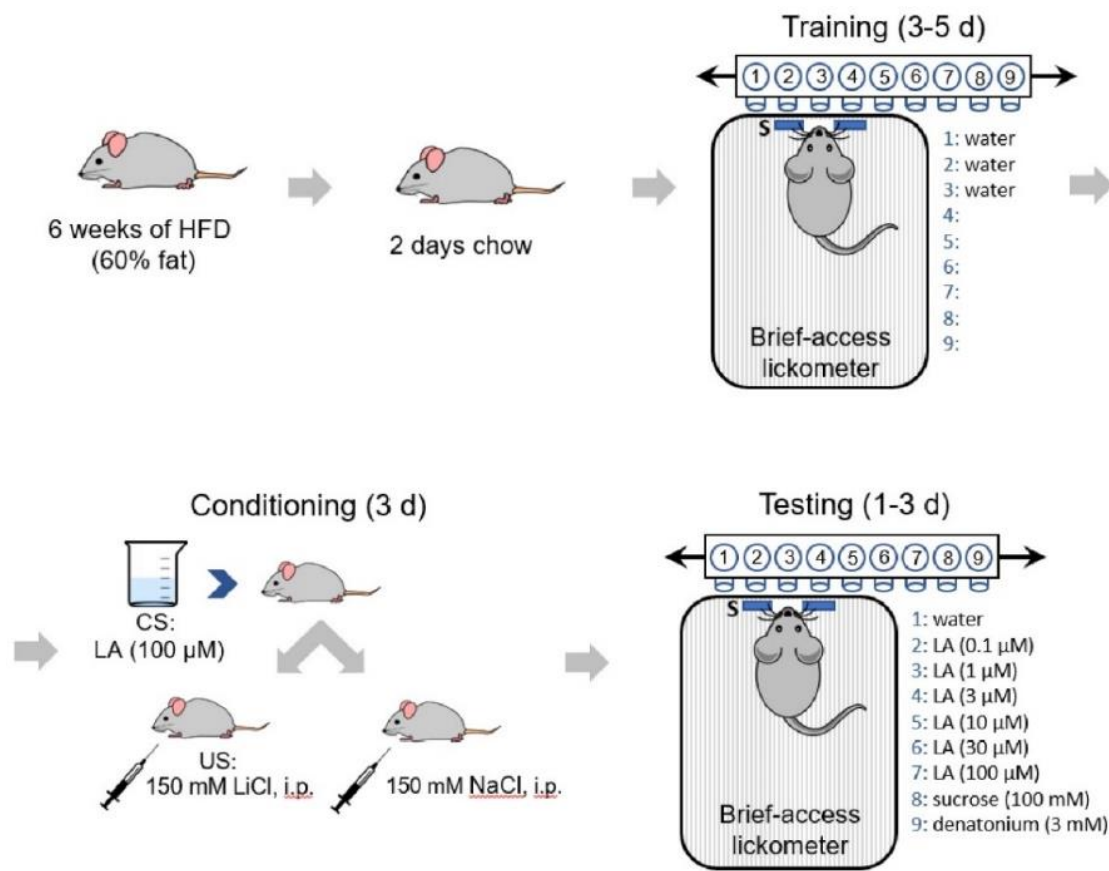 Training (3-5 d)
1 2 3 4 5 6 7 8 9
S
1: water
2: water
3: water
4:
5:
6:
7:
8:
9:
Brief-access
lickometer
6 weeks of HFD
(60% fat)
2 days chow
Conditioning (3 d)
CS:
LA (100 µM)
US:
150 mM LiCl, i.p.
150 mM NaCl, i.p.
Testing (1-3 d)
1 2 3 4 5 6 7 8 9
S
1: water
2: LA (0.1 µM)
3: LA (1 µM)
4: LA (3 µM)
5: LA (10 µM)
6: LA (30 µM)
7: LA (100 µM)
8: sucrose (100 mM)
9: denatonium (3 mM)
Brief-access
lickometer